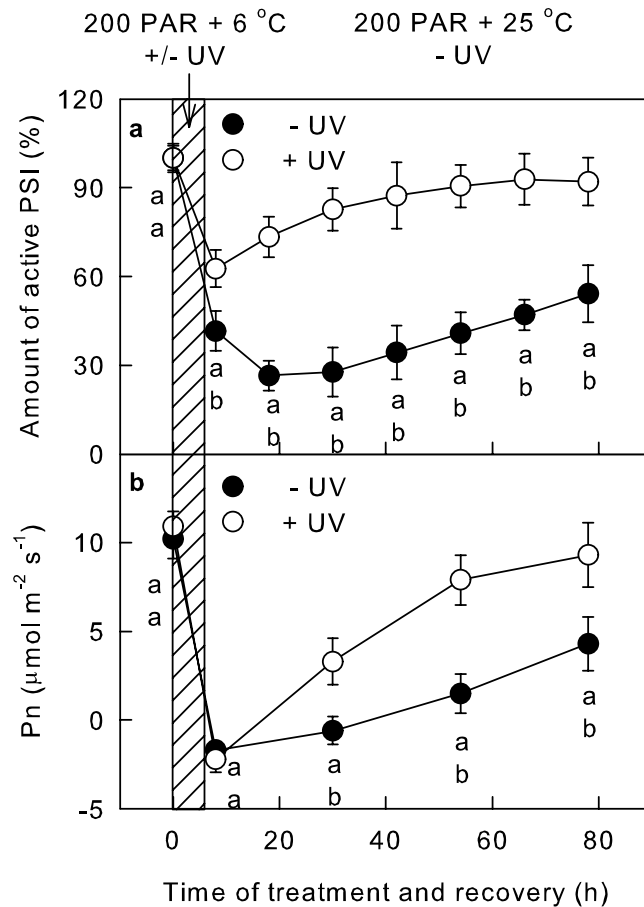 200 PAR + 6 °C 200 PAR + 25 °C
+/- UV - UV
120
90
60
30
0
Amount of active PSI (%)
a
- UV
+ UV
a
a
a
b
a
b
a
b
a
b
a
b
a
b
a
b
10
5
0
-5
Pn (μmol m⁻² s⁻¹)
b
- UV
+ UV
a
a
a
a
a
b
a
b
a
b
0 20 40 60 80
Time of treatment and recovery (h)